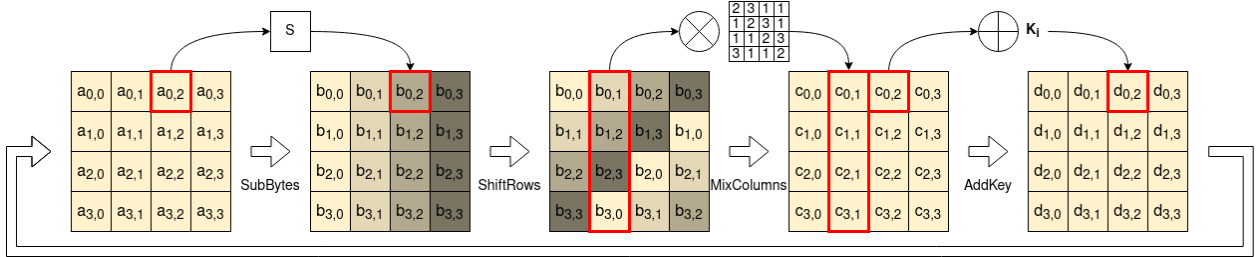 S
2 3 1 1
1 2 3 1
1 1 2 3
3 1 1 2
Ki
a0,0 a0,1 a0,2 a0,3
a1,0 a1,1 a1,2 a1,3
a2,0 a2,1 a2,2 a2,3
a3,0 a3,1 a3,2 a3,3
SubBytes
b0,0 b0,1 b0,2 b0,3
b1,0 b1,1 b1,2 b1,3
b2,0 b2,1 b2,2 b2,3
b3,0 b3,1 b3,2 b3,3
ShiftRows
b0,0 b0,1 b0,2 b0,3
b1,1 b1,2 b1,3 b1,0
b2,2 b2,3 b2,0 b2,1
b3,3 b3,0 b3,1 b3,2
MixColumns
c0,0 c0,1 c0,2 c0,3
c1,0 c1,1 c1,2 c1,3
c2,0 c2,1 c2,2 c2,3
c3,0 c3,1 c3,2 c3,3
AddKey
d0,0 d0,1 d0,2 d0,3
d1,0 d1,1 d1,2 d1,3
d2,0 d2,1 d2,2 d2,3
d3,0 d3,1 d3,2 d3,3